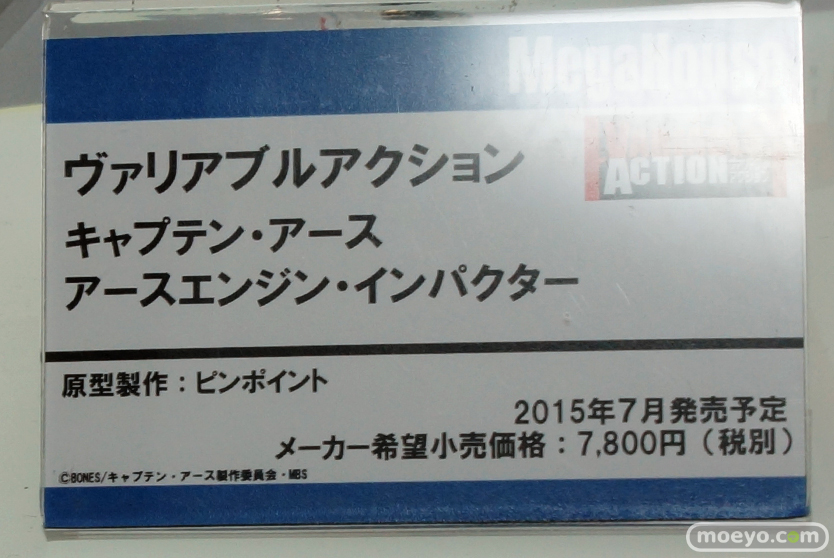 MegaHouse
ACTION
ヴァリアブルアクション
キャプテン・アース
アースエンジン・インパクター
原型製作：ピンポイント
2015年7月発売予定
メーカー希望小売価格：7,800円（税別）
©BONES/キャプテン・アース製作委員会・MBS
moeyo.com